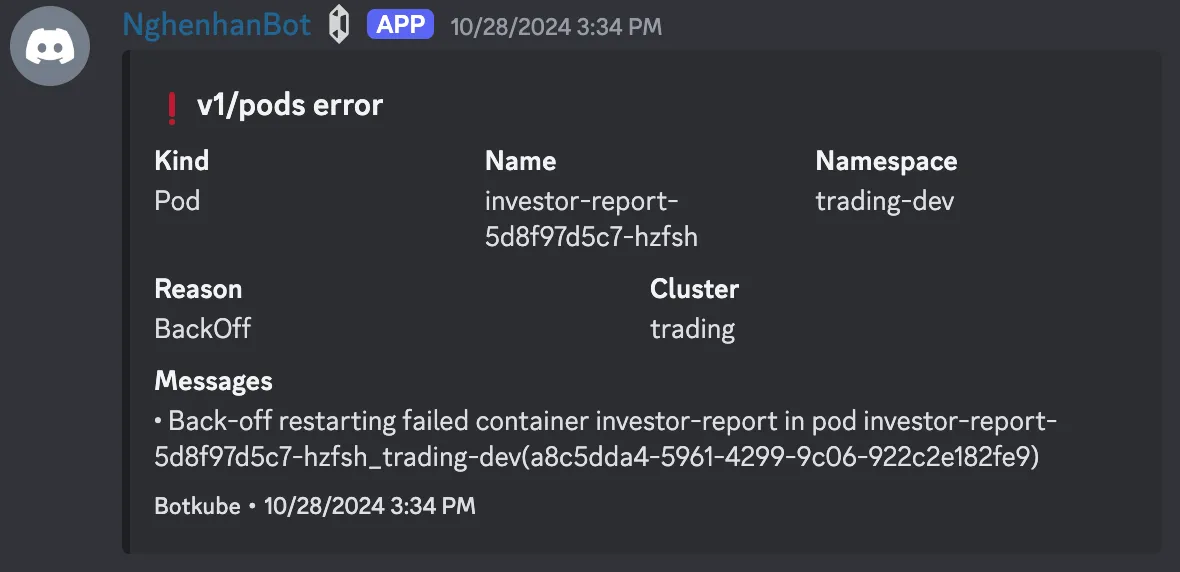 NghenhanBot APP 10/28/2024 3:34 PM
v1/pods error
Kind Name Namespace
Pod investor-report- trading-dev
5d8f97d5c7-hzfsh
Reason Cluster
BackOff trading
Messages
• Back-off restarting failed container investor-report in pod investor-report-
5d8f97d5c7-hzfsh_trading-dev(a8c5dda4-5961-4299-9c06-922c2e182fe9)
Botkube • 10/28/2024 3:34 PM